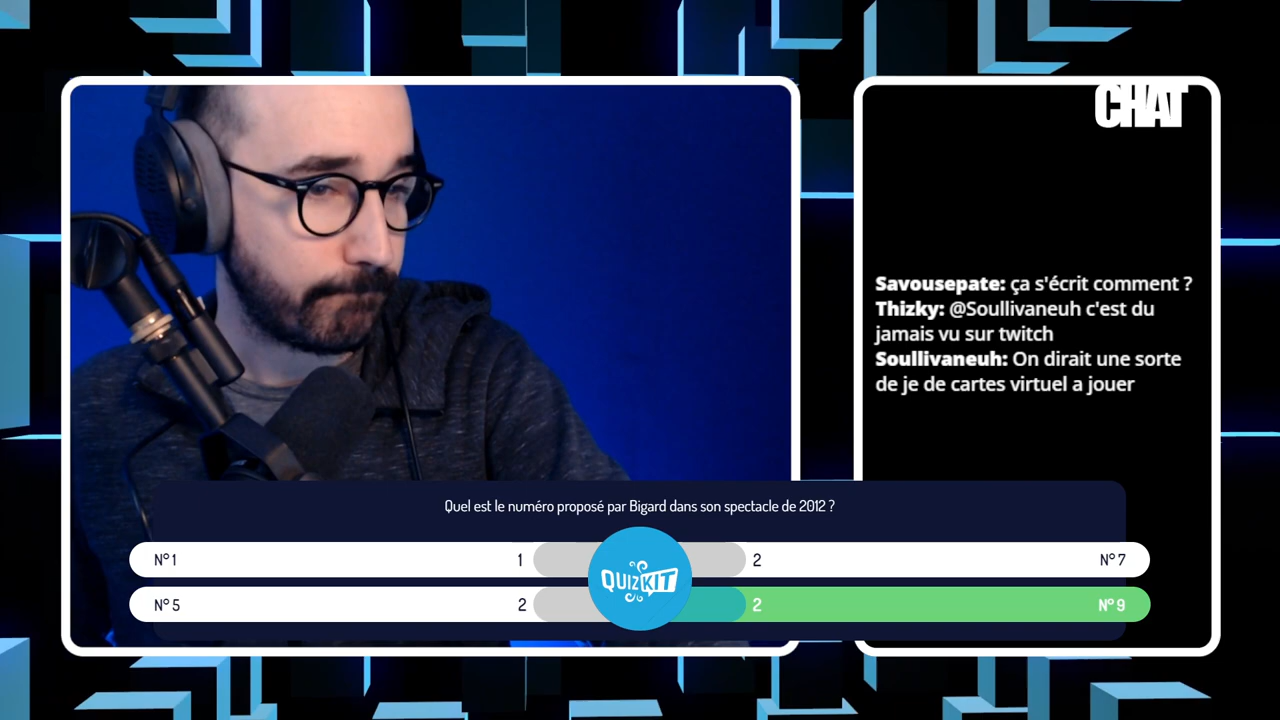 CHAT
Savousepate: ça s'écrit comment ?
Thizky: @Soullivaneuh c'est du
jamais vu sur twitch
Soullivaneuh: On dirait une sorte
de je de cartes virtuel a jouer
Quel est le numéro proposé par Bigard dans son spectacle de 2012 ?
N° 1 1 2 N° 7
N° 5 2 2 N° 9
QUIZKIT